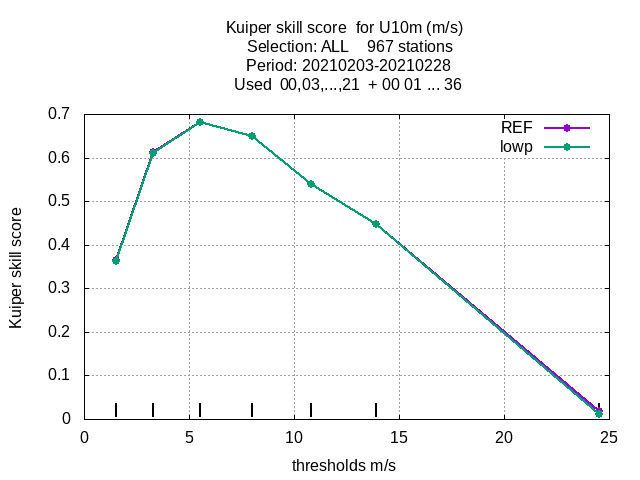 Kuiper skill score  for U10m (m/s)
Selection: ALL    967 stations
Period: 20210203-20210228
Used  00,03,...,21  + 00 01 ... 36
REF
lowp
Kuiper skill score
0.7
0.6
0.5
0.4
0.3
0.2
0.1
0
0 5 10 15 20 25
thresholds m/s